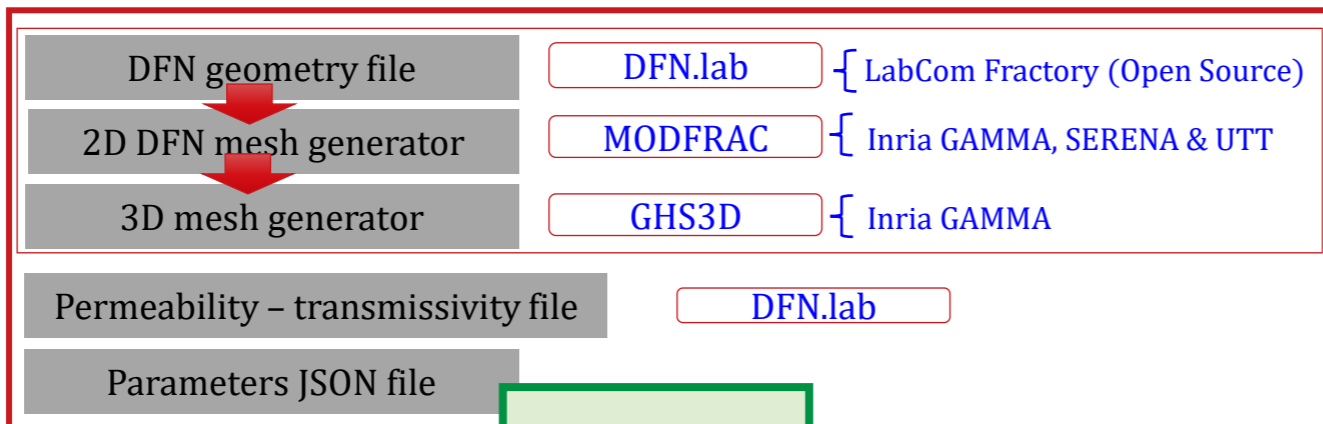 DFN geometry file DFN.lab LabCom Fractory (Open Source)
2D DFN mesh generator MODFRAC Inria GAMMA, SERENA & UTT
3D mesh generator GHS3D Inria GAMMA
Permeability – transmissivity file DFN.lab
Parameters JSON file